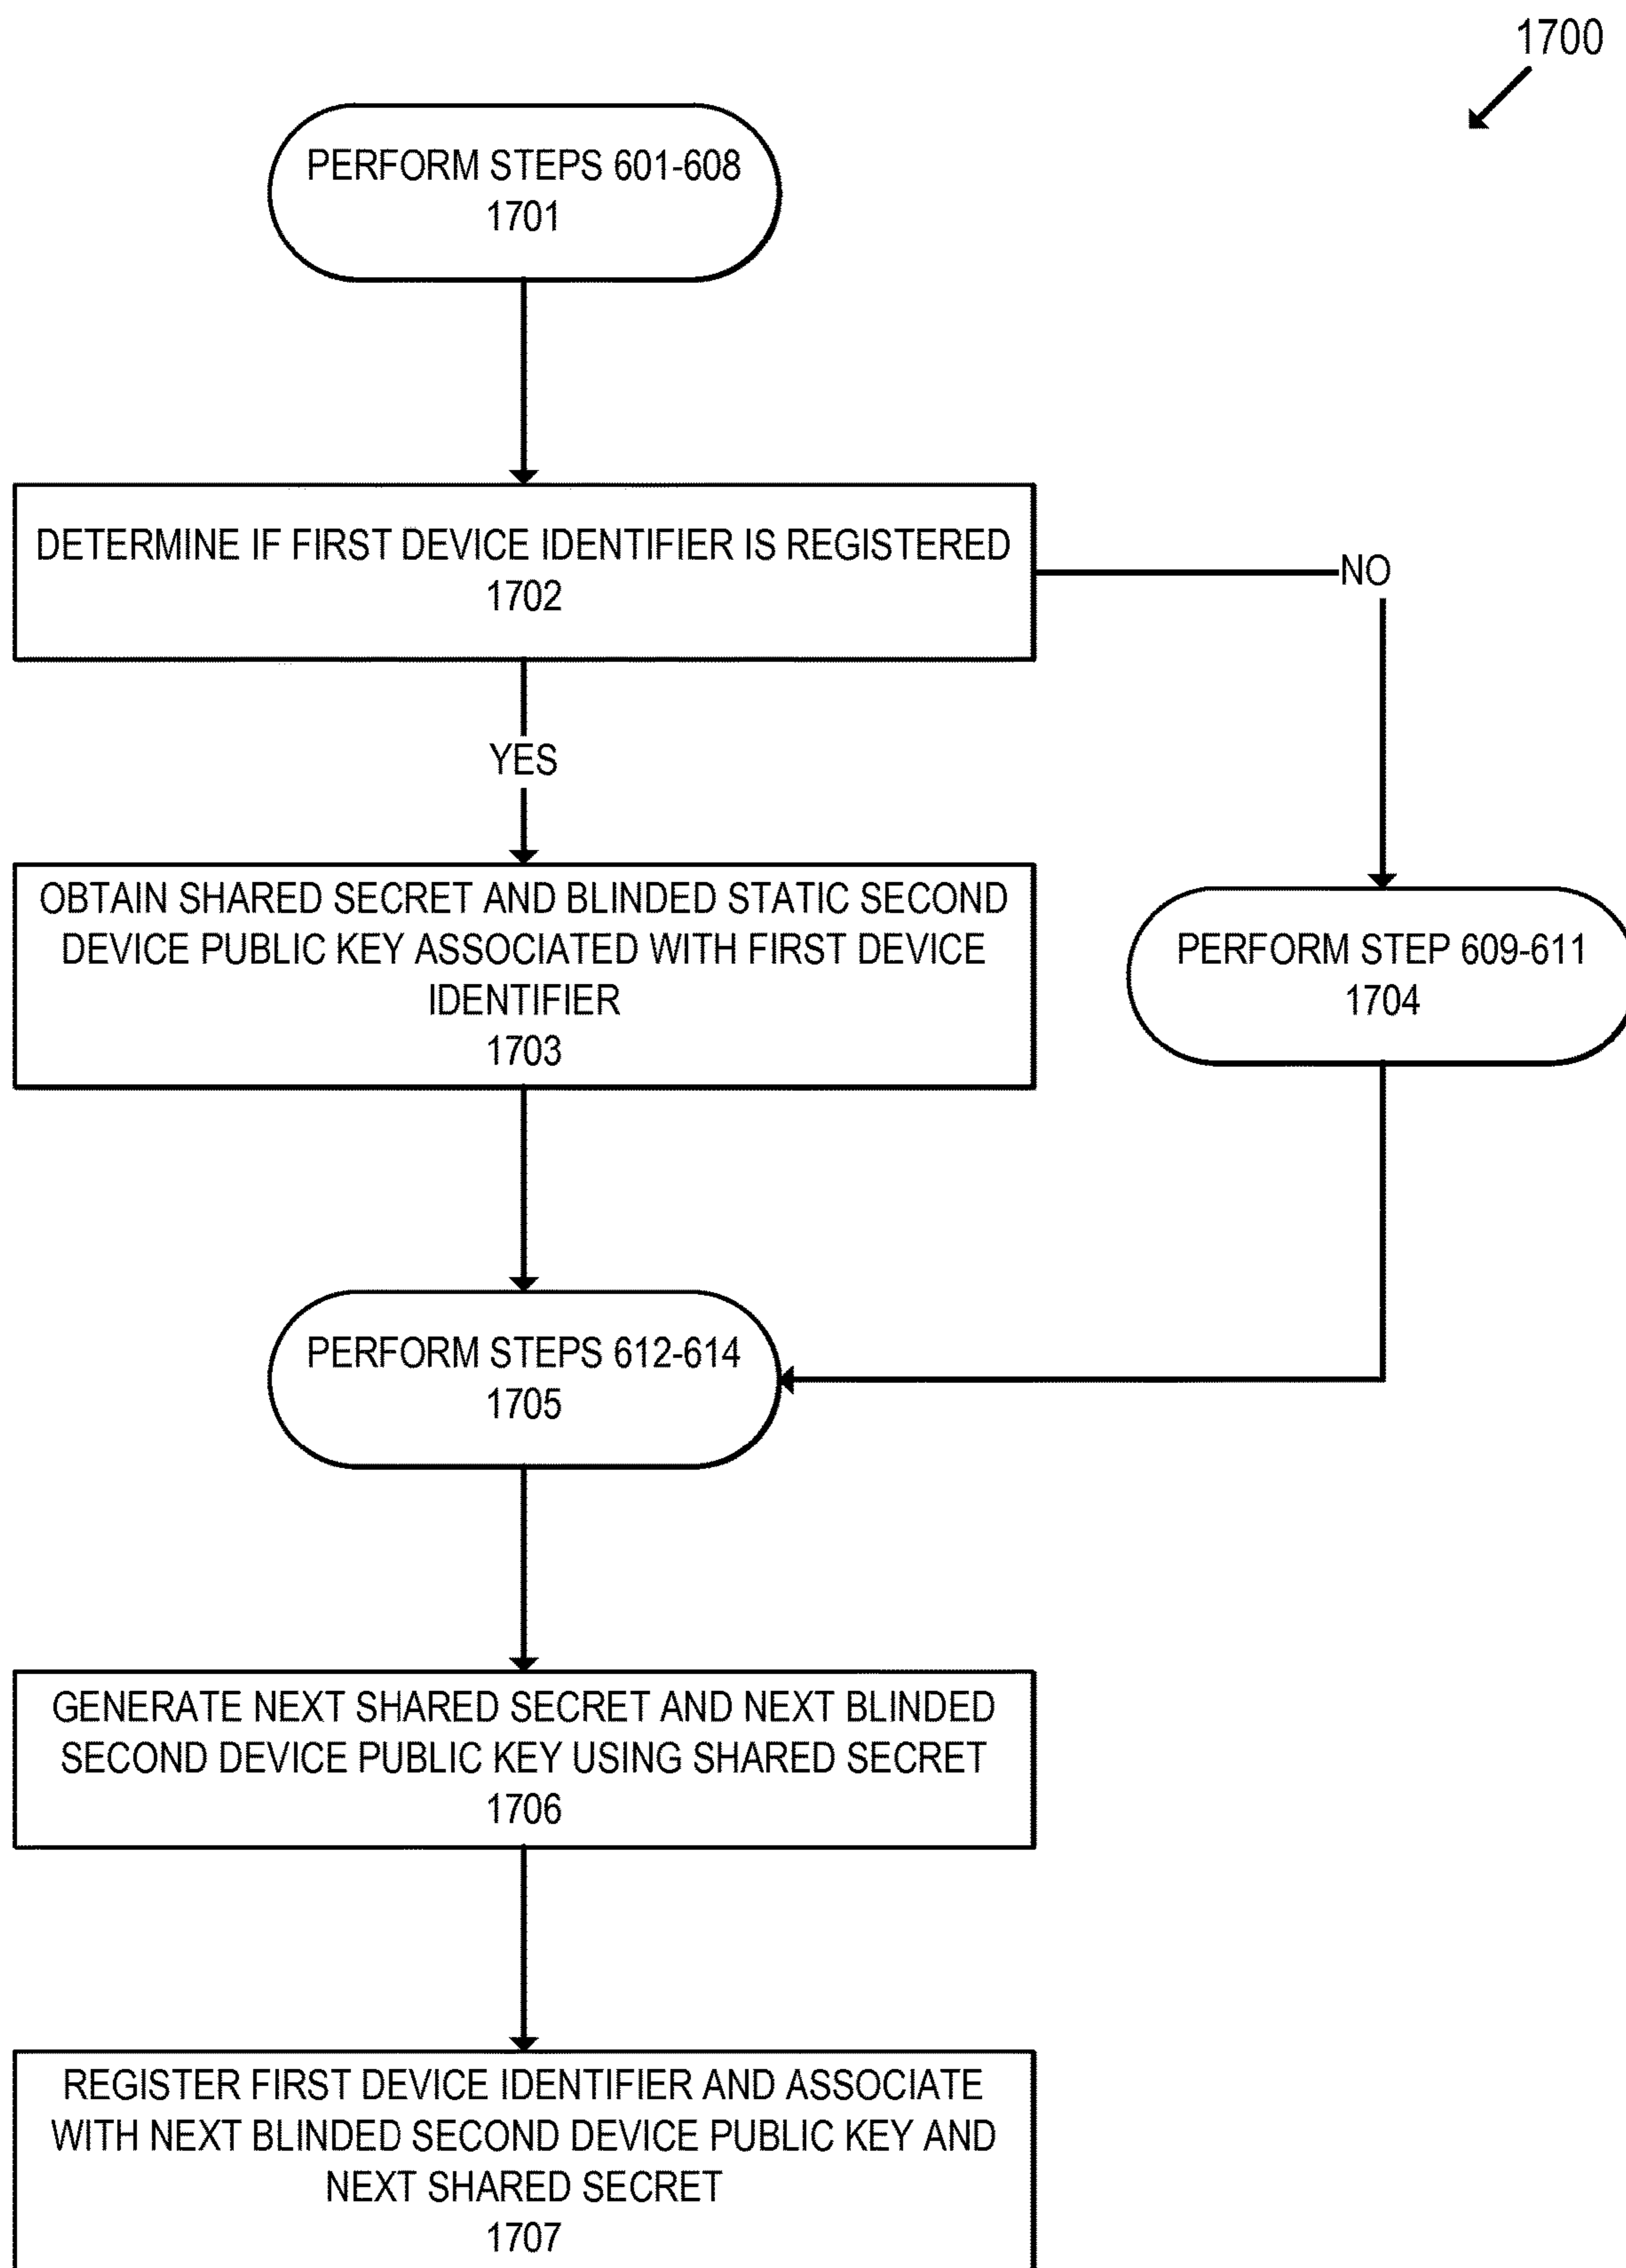 1700
PERFORM STEPS 601-608
1701
DETERMINE IF FIRST DEVICE IDENTIFIER IS REGISTERED
1702
NO
YES
OBTAIN SHARED SECRET AND BLINDED STATIC SECOND
DEVICE PUBLIC KEY ASSOCIATED WITH FIRST DEVICE
IDENTIFIER
1703
PERFORM STEP 609-611
1704
PERFORM STEPS 612-614
1705
GENERATE NEXT SHARED SECRET AND NEXT BLINDED
SECOND DEVICE PUBLIC KEY USING SHARED SECRET
1706
REGISTER FIRST DEVICE IDENTIFIER AND ASSOCIATE
WITH NEXT BLINDED SECOND DEVICE PUBLIC KEY AND
NEXT SHARED SECRET
1707